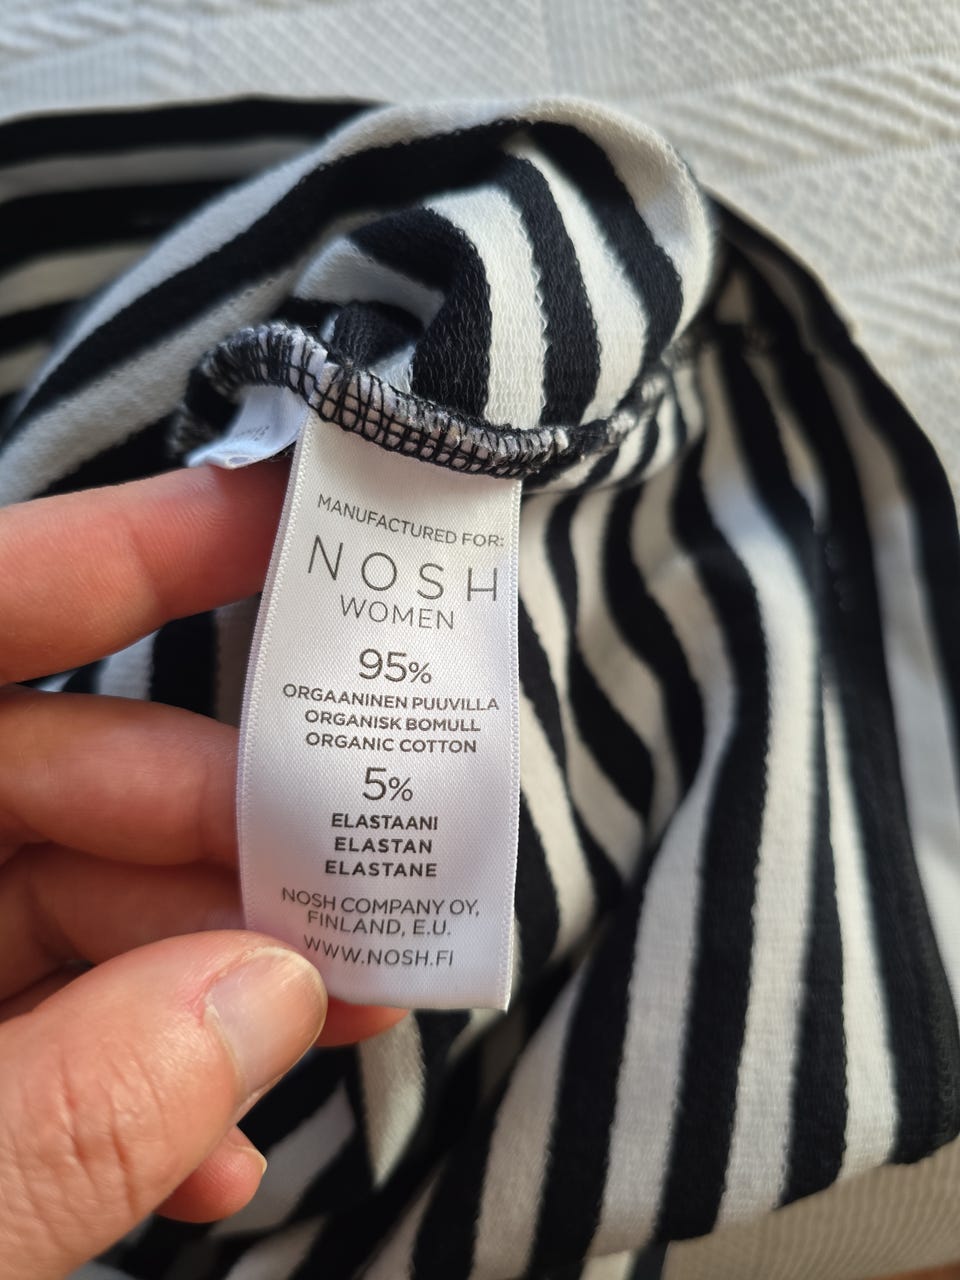 MANUFACTURED FOR:
NOSH
WOMEN
95%
ORGAANINEN PUUVILLA
ORGANISK BOMULL
ORGANIC COTTON
5%
ELASTAANI
ELASTAN
ELASTANE
NOSH COMPANY OY,
FINLAND, E.U.
WWW.NOSH.FI